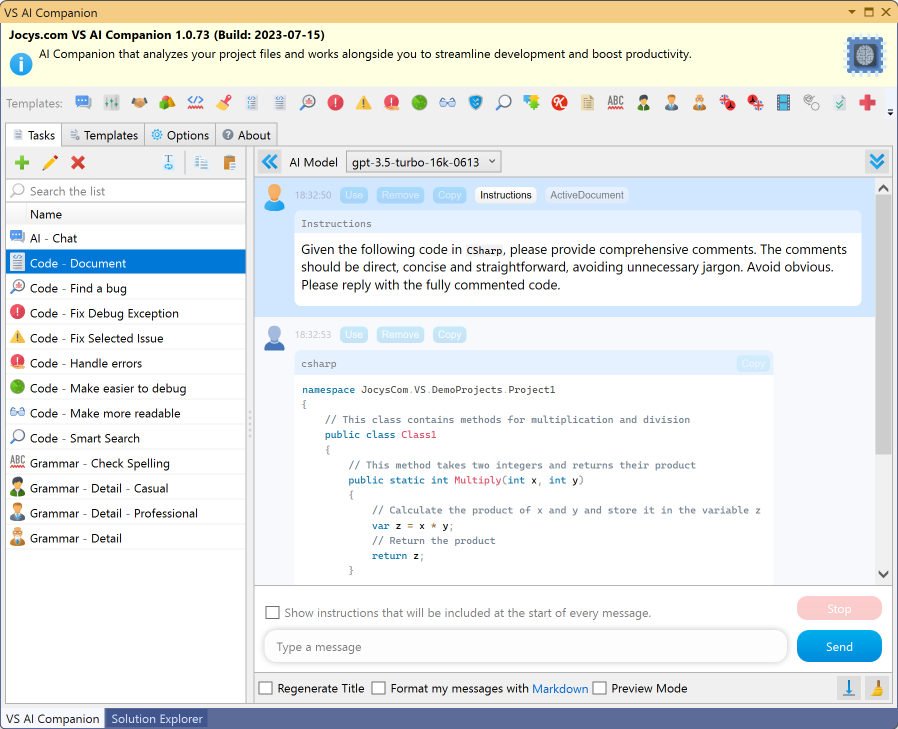 VS AI Companion
Jocys.com VS AI Companion 1.0.73 (Build: 2023-07-15)
AI Companion that analyzes your project files and works alongside you to streamline development and boost productivity.
Templates:
ABC
Tasks Templates Options About
AI Model gpt-3.5-turbo-16k-0613
Search the list
Name
AI - Chat
Code - Document
Code - Find a bug
Code - Fix Debug Exception
Code - Fix Selected Issue
Code - Handle errors
Code - Make easier to debug
Code - Make more readable
Code - Smart Search
ABC Grammar - Check Spelling
Grammar - Detail - Casual
Grammar - Detail - Professional
Grammar - Detail
18:32:50 Use Remove Copy Instructions ActiveDocument
Instructions
Given the following code in CSharp, please provide comprehensive comments. The comments
should be direct, concise and straightforward, avoiding unnecessary jargon. Avoid obvious.
Please reply with the fully commented code.
18:32:53 Use Remove Copy
csharp Copy
namespace JocysCom.VS.DemoProjects.Project1
{
// This class contains methods for multiplication and division
public class Class1
{
// This method takes two integers and returns their product
public static int Multiply(int x, int y)
{
// Calculate the product of x and y and store it in the variable z
var z = x * y;
// Return the product
return z;
}
Show instructions that will be included at the start of every message.
Stop
Type a message
Send
Regenerate Title Format my messages with Markdown Preview Mode
VS AI Companion Solution Explorer